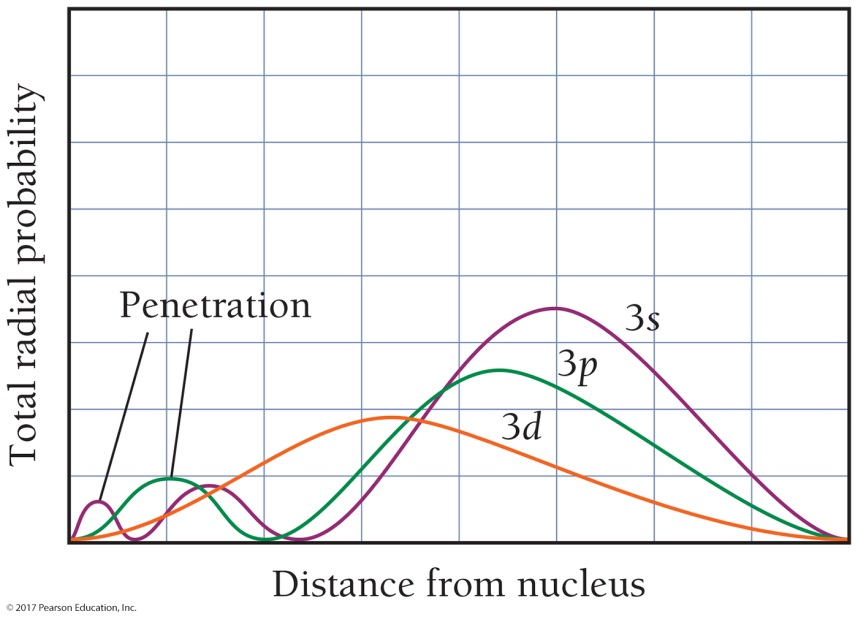 Total radial probability
Penetration
3s
3p
3d
Distance from nucleus
© 2017 Pearson Education, Inc.